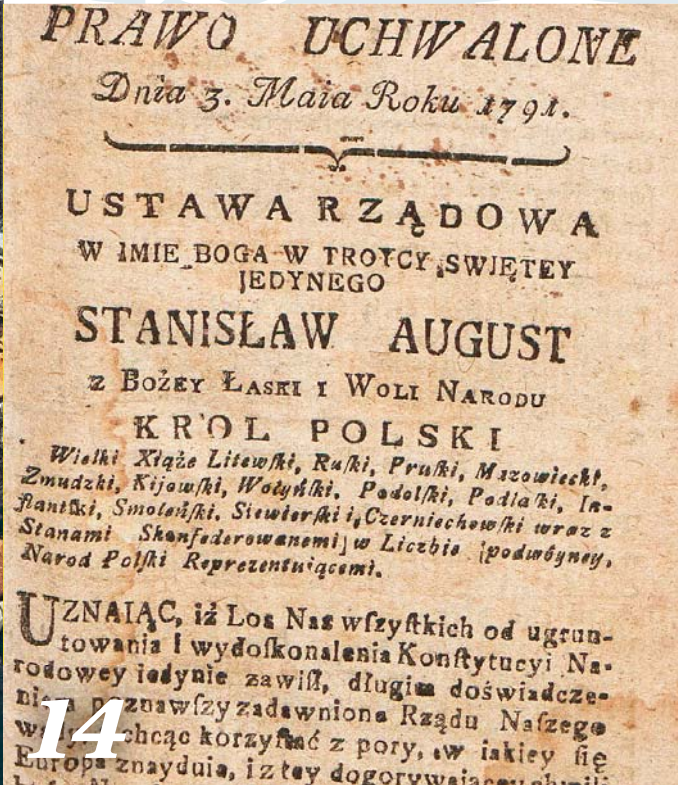 PRAWO UCHWALONE
Dnia 3. Maia Roku 1791.
USTAWA RZĄDOWA
W IMIE BOGA W TROYCY SWIĘTEY
JEDYNEGO
STANISŁAW AUGUST
z BOŻEY ŁASKI I WOLI NARODU
KROL POLSKI
Wielki Xiąże Litewſki, Ruſki, Pruſki, Mazowiecki,
Zmudzki, Kijowſki, Wołyńſki, Podolſki, Podlaſki, In-
flantſki, Smoleńſki, Siewierſki i Czerniechowſki wraz z
Stanami Skonfederowanemi w Liczbie podwóyney,
Narod Polſki Reprezentuiącemi.
UZNAIĄC, iż Los Nas wſzyſtkich od ugrun-
towania i wydoſkonalenia Konſtytucyi Na-
rodowey iedynie zawiſł, długim doświadcze-
niem poznawſzy zadawnione Rządu Naſzego
chcąc korzyſtać z pory, w iakiey ſię
Europa znayduie, i z tey dogorywaiącey
14